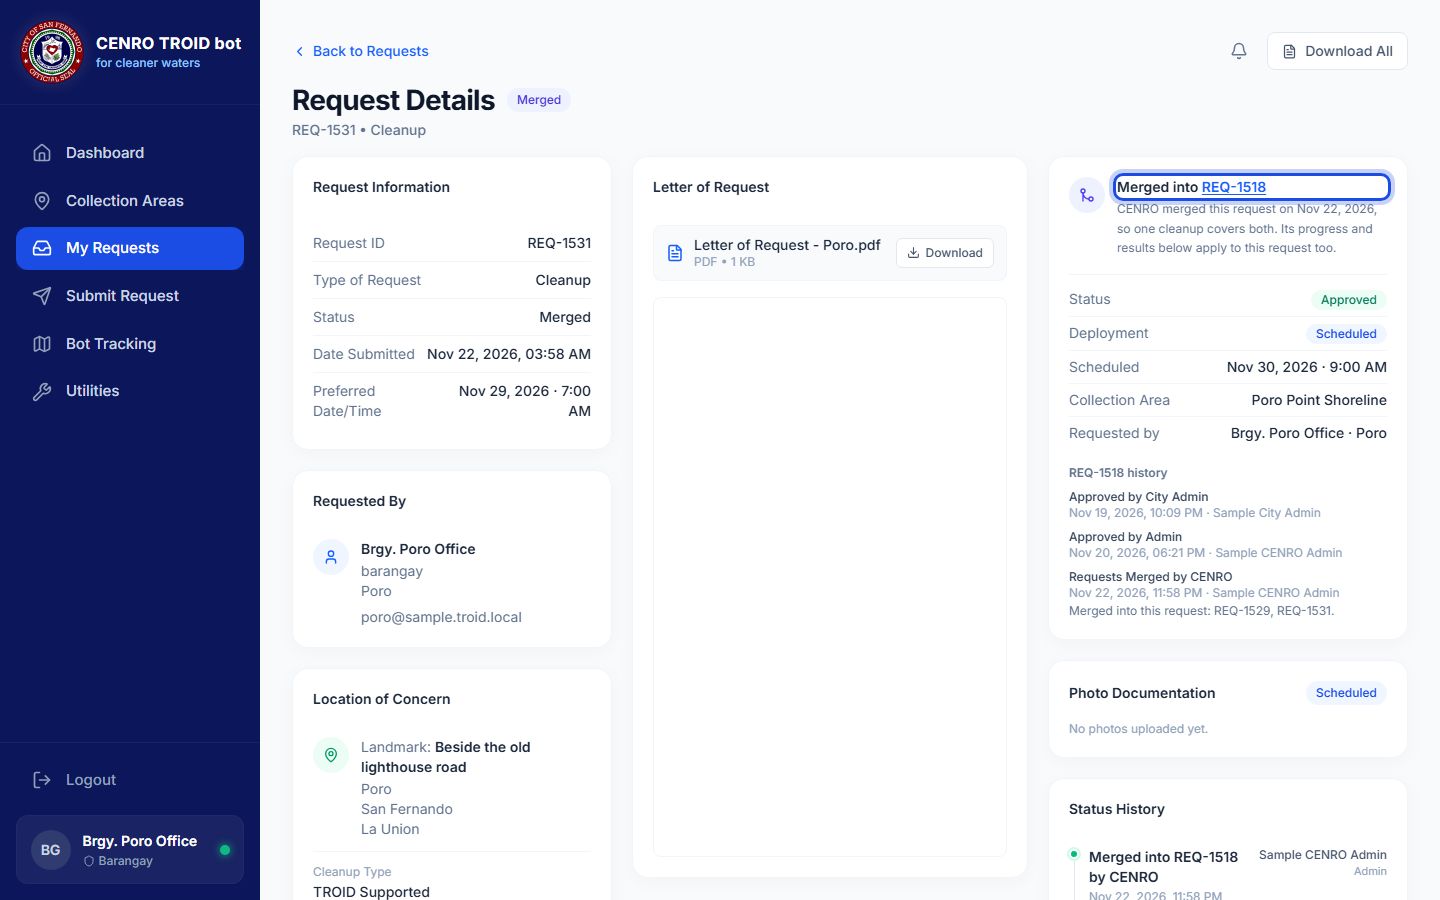 CITY OF SAN FERNANDO
OFFICIAL SEAL
CENRO TROID bot
for cleaner waters
Dashboard
Collection Areas
My Requests
Submit Request
Bot Tracking
Utilities
Logout
BG
Brgy. Poro Office
Barangay
Back to Requests
Download All
Request Details
Merged
REQ-1531 • Cleanup
Request Information
Request ID REQ-1531
Type of Request Cleanup
Status Merged
Date Submitted Nov 22, 2026, 03:58 AM
Preferred Nov 29, 2026 · 7:00
Date/Time AM
Requested By
Brgy. Poro Office
barangay
Poro
poro@sample.troid.local
Location of Concern
Landmark: Beside the old
lighthouse road
Poro
San Fernando
La Union
Cleanup Type
TROID Supported
Letter of Request
Letter of Request - Poro.pdf
PDF • 1 KB
Download
Merged into REQ-1518
CENRO merged this request on Nov 22, 2026,
so one cleanup covers both. Its progress and
results below apply to this request too.
Status Approved
Deployment Scheduled
Scheduled Nov 30, 2026 · 9:00 AM
Collection Area Poro Point Shoreline
Requested by Brgy. Poro Office · Poro
REQ-1518 history
Approved by City Admin
Nov 19, 2026, 10:09 PM · Sample City Admin
Approved by Admin
Nov 20, 2026, 06:21 PM · Sample CENRO Admin
Requests Merged by CENRO
Nov 22, 2026, 11:58 PM · Sample CENRO Admin
Merged into this request: REQ-1529, REQ-1531.
Photo Documentation Scheduled
No photos uploaded yet.
Status History
Merged into REQ-1518 Sample CENRO Admin
by CENRO Admin
Nov 22, 2026, 11:58 PM